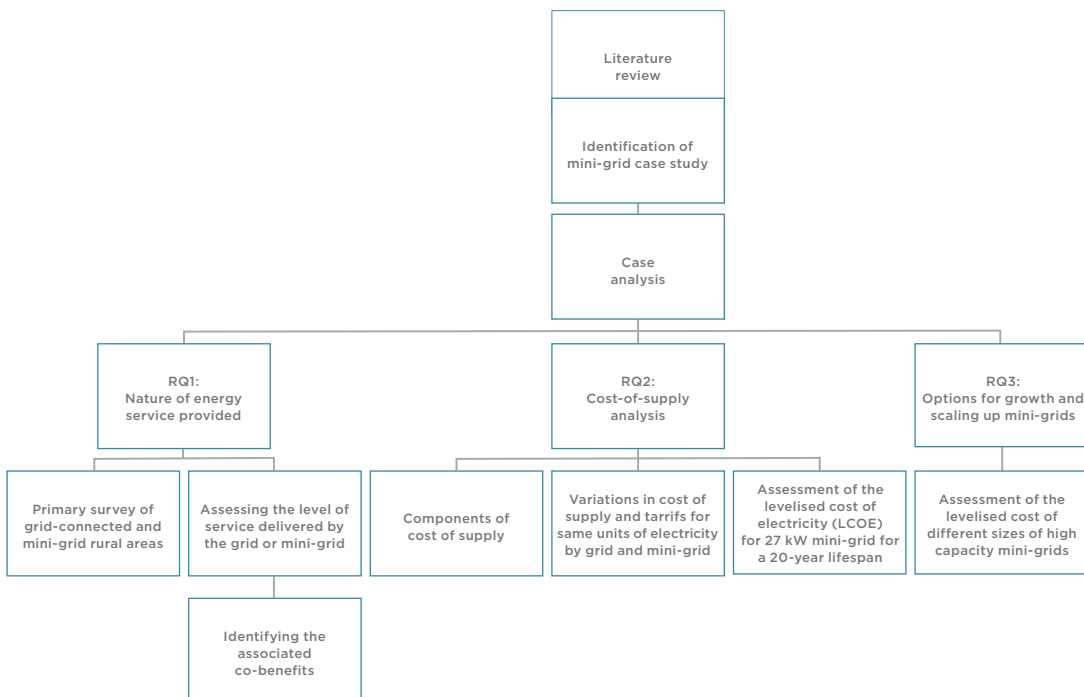 Literature
review
Identification of
mini-grid case study
Case
analysis
RQ1:
Nature of energy
service provided
RQ2:
Cost-of-supply
analysis
RQ3:
Options for growth and
scaling up mini-grids
Primary survey of
grid-connected and
mini-grid rural areas
Assessing the level of
service delivered by
the grid or mini-grid
Components of
cost of supply
Variations in cost of
supply and tarrifs for
same units of electricity
by grid and mini-grid
Assessment of the
levelised cost of
electricity (LCOE)
for 27 kW mini-grid for
a 20-year lifespan
Assessment of the
levelised cost of
different sizes of high
capacity mini-grids
Identifying the
associated
co-benefits